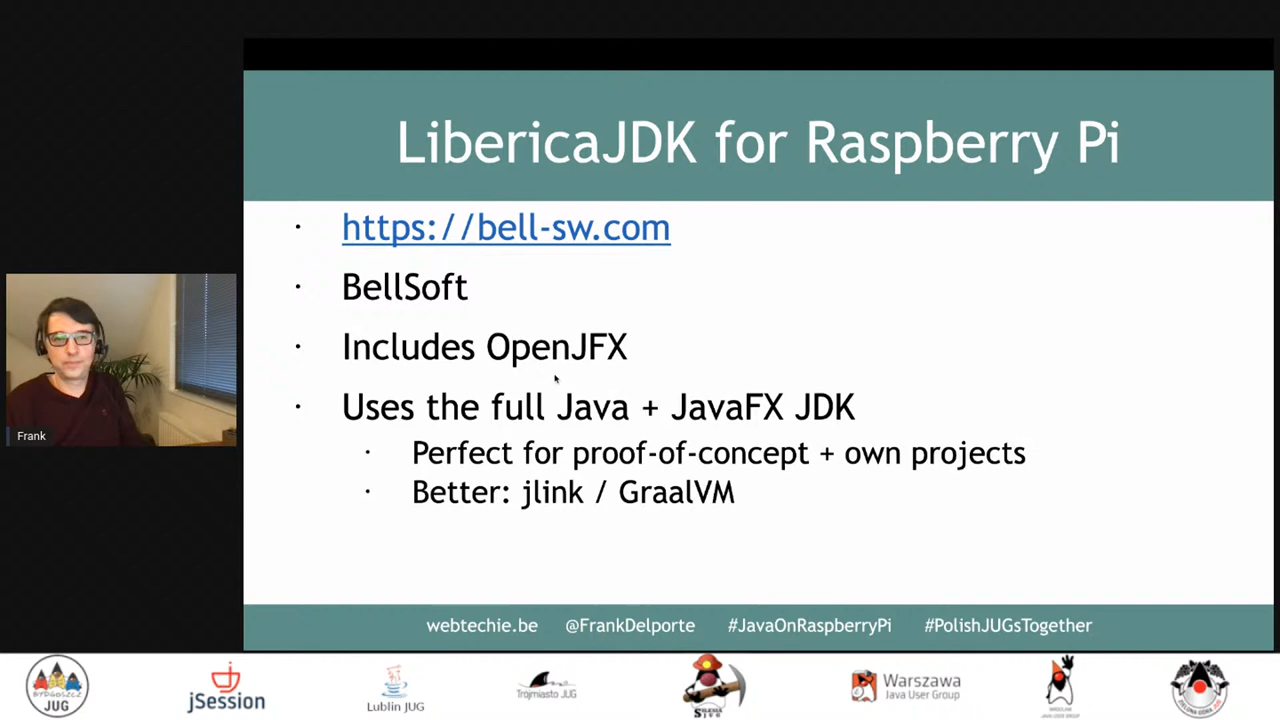 LibericaJDK for Raspberry Pi
https://bell-sw.com
BellSoft
Includes OpenJFX
Uses the full Java + JavaFX JDK
Perfect for proof-of-concept + own projects
Better: jlink / GraalVM
Frank
webtechie.be @FrankDelporte #JavaOnRaspberryPi #PolishJUGsTogether
BYDGOSZCZ
JUG
jSession
Lublin JUG
Trojmiasto JUG
Warszawa
Java User Group